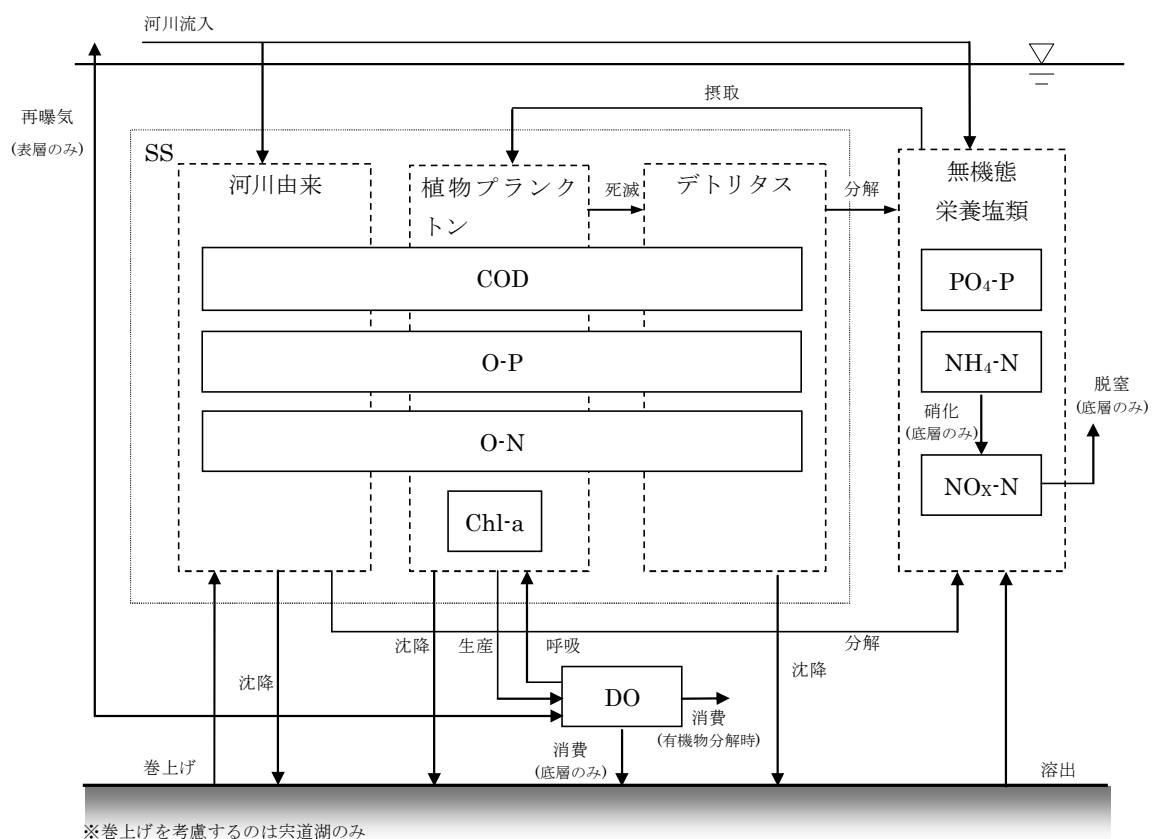 河川流入
再曝気
(表層のみ)
摂取
SS
河川由来
植物プランク
トン
死滅
デトリタス
分解
無機態
栄養塩類
COD
PO₄-P
O-P
NH₄-N
脱窒
(底層のみ)
硝化
(底層のみ)
O-N
NOX-N
Chl-a
沈降
沈降
生産
呼吸
分解
沈降
DO
消費
(有機物分解時)
消費
(底層のみ)
巻上げ
溶出
※巻上げを考慮するのは宍道湖のみ